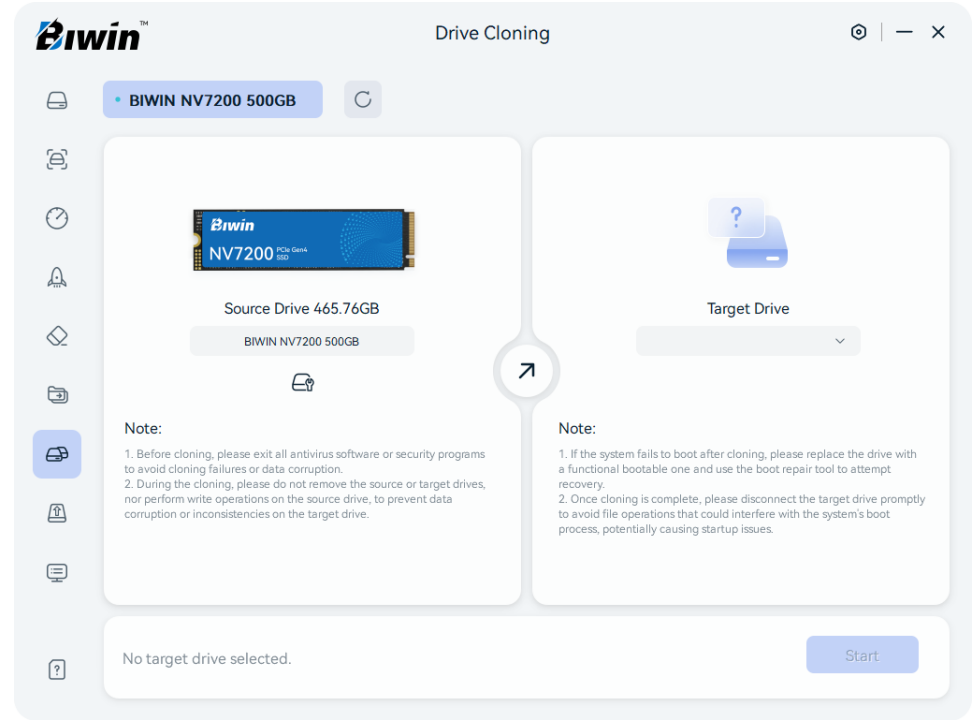 Biwin™
Drive Cloning
BIWIN NV7200 500GB
Biwin
NV7200 PCIe Gen4
SSD
Source Drive 465.76GB
BIWIN NV7200 500GB
Note:
1. Before cloning, please exit all antivirus software or security programs
to avoid cloning failures or data corruption.
2. During the cloning, please do not remove the source or target drives,
nor perform write operations on the source drive, to prevent data
corruption or inconsistencies on the target drive.
?
Target Drive
Note:
1. If the system fails to boot after cloning, please replace the drive with
a functional bootable one and use the boot repair tool to attempt
recovery.
2. Once cloning is complete, please disconnect the target drive promptly
to avoid file operations that could interfere with the system's boot
process, potentially causing startup issues.
?
No target drive selected.
Start